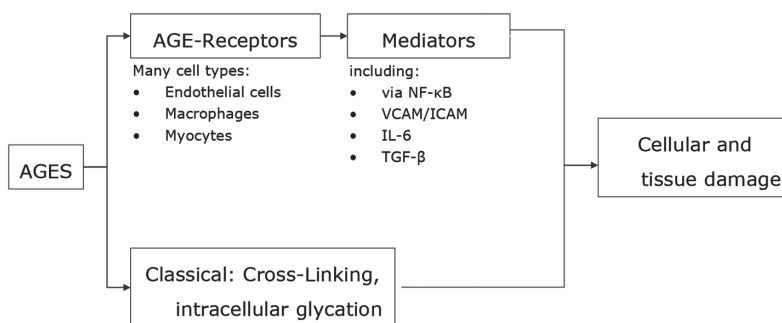 AGE-Receptors
Many cell types:
• Endothelial cells
• Macrophages
• Myocytes
Mediators
including:
• via NF-κB
• VCAM/ICAM
• IL-6
• TGF-β
AGES
Cellular and
tissue damage
Classical: Cross-Linking,
intracellular glycation